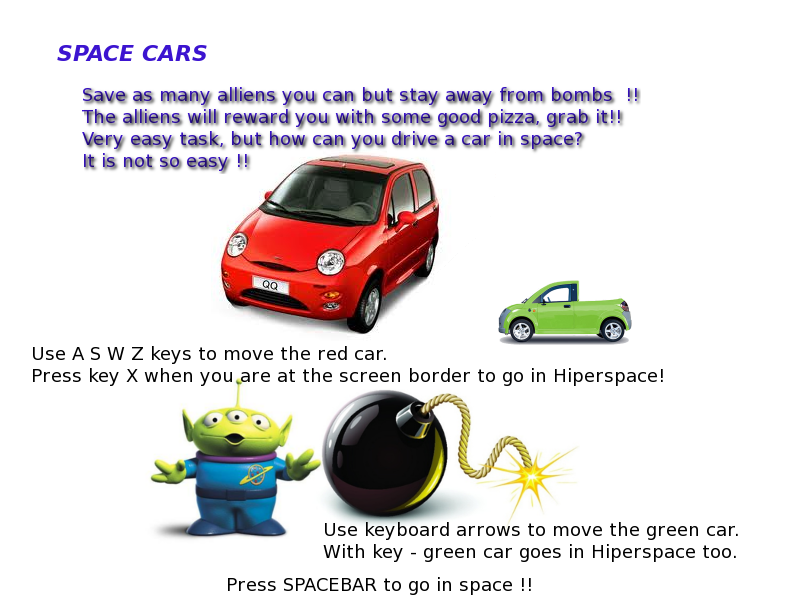 SPACE CARS
Save as many alliens you can but stay away from bombs  !!
The alliens will reward you with some good pizza, grab it!!
Very easy task, but how can you drive a car in space?
It is not so easy !!
QQ
Use A S W Z keys to move the red car.
Press key X when you are at the screen border to go in Hiperspace!
Use keyboard arrows to move the green car.
With key - green car goes in Hiperspace too.
Press SPACEBAR to go in space !!